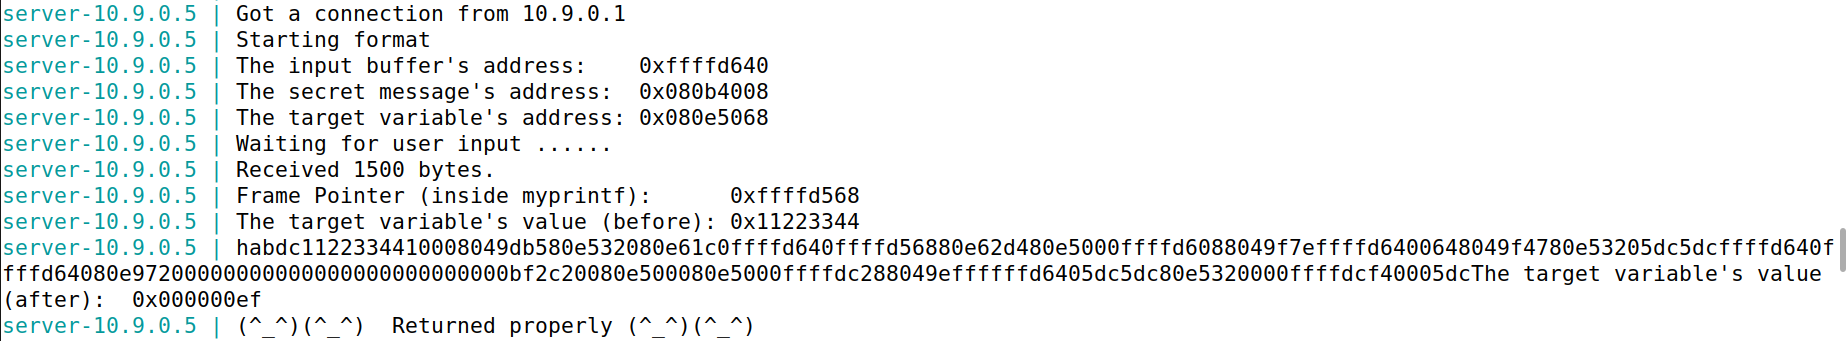 server-10.9.0.5 | Got a connection from 10.9.0.1
server-10.9.0.5 | Starting format
server-10.9.0.5 | The input buffer's address:    0xffffd640
server-10.9.0.5 | The secret message's address:  0x080b4008
server-10.9.0.5 | The target variable's address: 0x080e5068
server-10.9.0.5 | Waiting for user input ......
server-10.9.0.5 | Received 1500 bytes.
server-10.9.0.5 | Frame Pointer (inside myprintf):      0xffffd568
server-10.9.0.5 | The target variable's value (before): 0x11223344
server-10.9.0.5 | habdc1122334410008049db580e532080e61c0ffffd640ffffd56880e62d480e5000ffffd6088049f7effffd6400648049f4780e53205dc5dcffffd640f
fffd64080e97200000000000000000000000000bf2c20080e500080e5000ffffdc288049effffffd6405dc5dc80e5320000ffffdcf40005dcThe target variable's value
(after):  0x000000ef
server-10.9.0.5 | (^_^)(^_^)  Returned properly (^_^)(^_^)